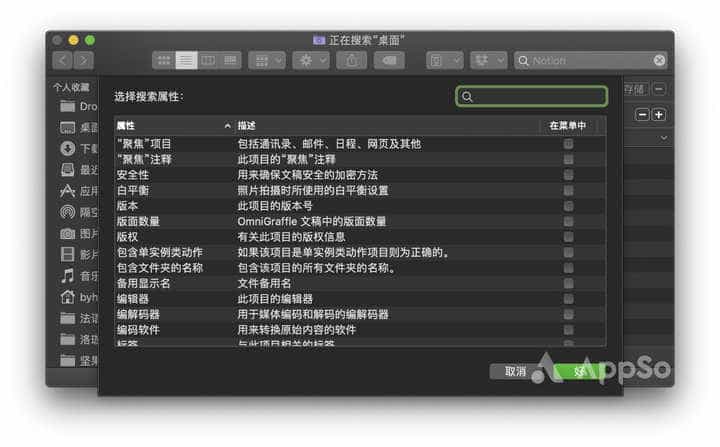 正在搜索“桌面”
Notion
个人收藏
存储
Dro
桌面
下载
最近
应用
隔空
图片
影片
音乐
byh
法语
洛珈
坚果
选择搜索属性：
属性 描述 在菜单中
“聚焦”项目 包括通讯录、邮件、日程、网页及其他
“聚焦”注释 此项目的“聚焦”注释
安全性 用来确保文稿安全的加密方法
白平衡 照片拍摄时所使用的白平衡设置
版本 此项目的版本号
版面数量 OmniGraffle 文稿中的版面数量
版权 有关此项目的版权信息
包含单实例类动作 如果该项目是单实例类动作项目则为正确的。
包含文件夹的名称 包含该项目的所有文件夹的名称。
备用显示名 文件备用名
编辑器 此项目的编辑器
编解码器 用于媒体编码和解码的编解码器
编码软件 用来转换原始内容的软件
标签 与此项目相关的标签
取消 好
AppSo